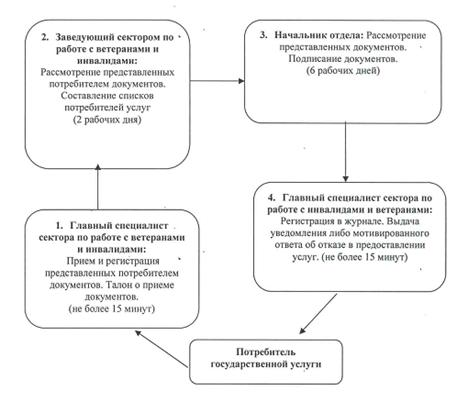 2. Заведующий сектором по
работе с ветеранами и
инвалидами:
Рассмотрение представленных
потребителем документов.
Составление списков
потребителей услуг
(2 рабочих дня)
3. Начальник отдела: Рассмотрение
представленных документов.
Подписание документов.
(6 рабочих дней)
4. Главный специалист сектора по
работе с инвалидами и ветеранами:
Регистрация в журнале. Выдача
уведомления либо мотивированного
ответа об отказе в предоставлении
услуг. (не более 15 минут)
1. Главный специалист
сектора по работе с ветеранами
и инвалидами:
Прием и регистрация
представленных потребителем
документов. Талон о приеме
документов.
(не более 15 минут)
Потребитель
государственной услуги